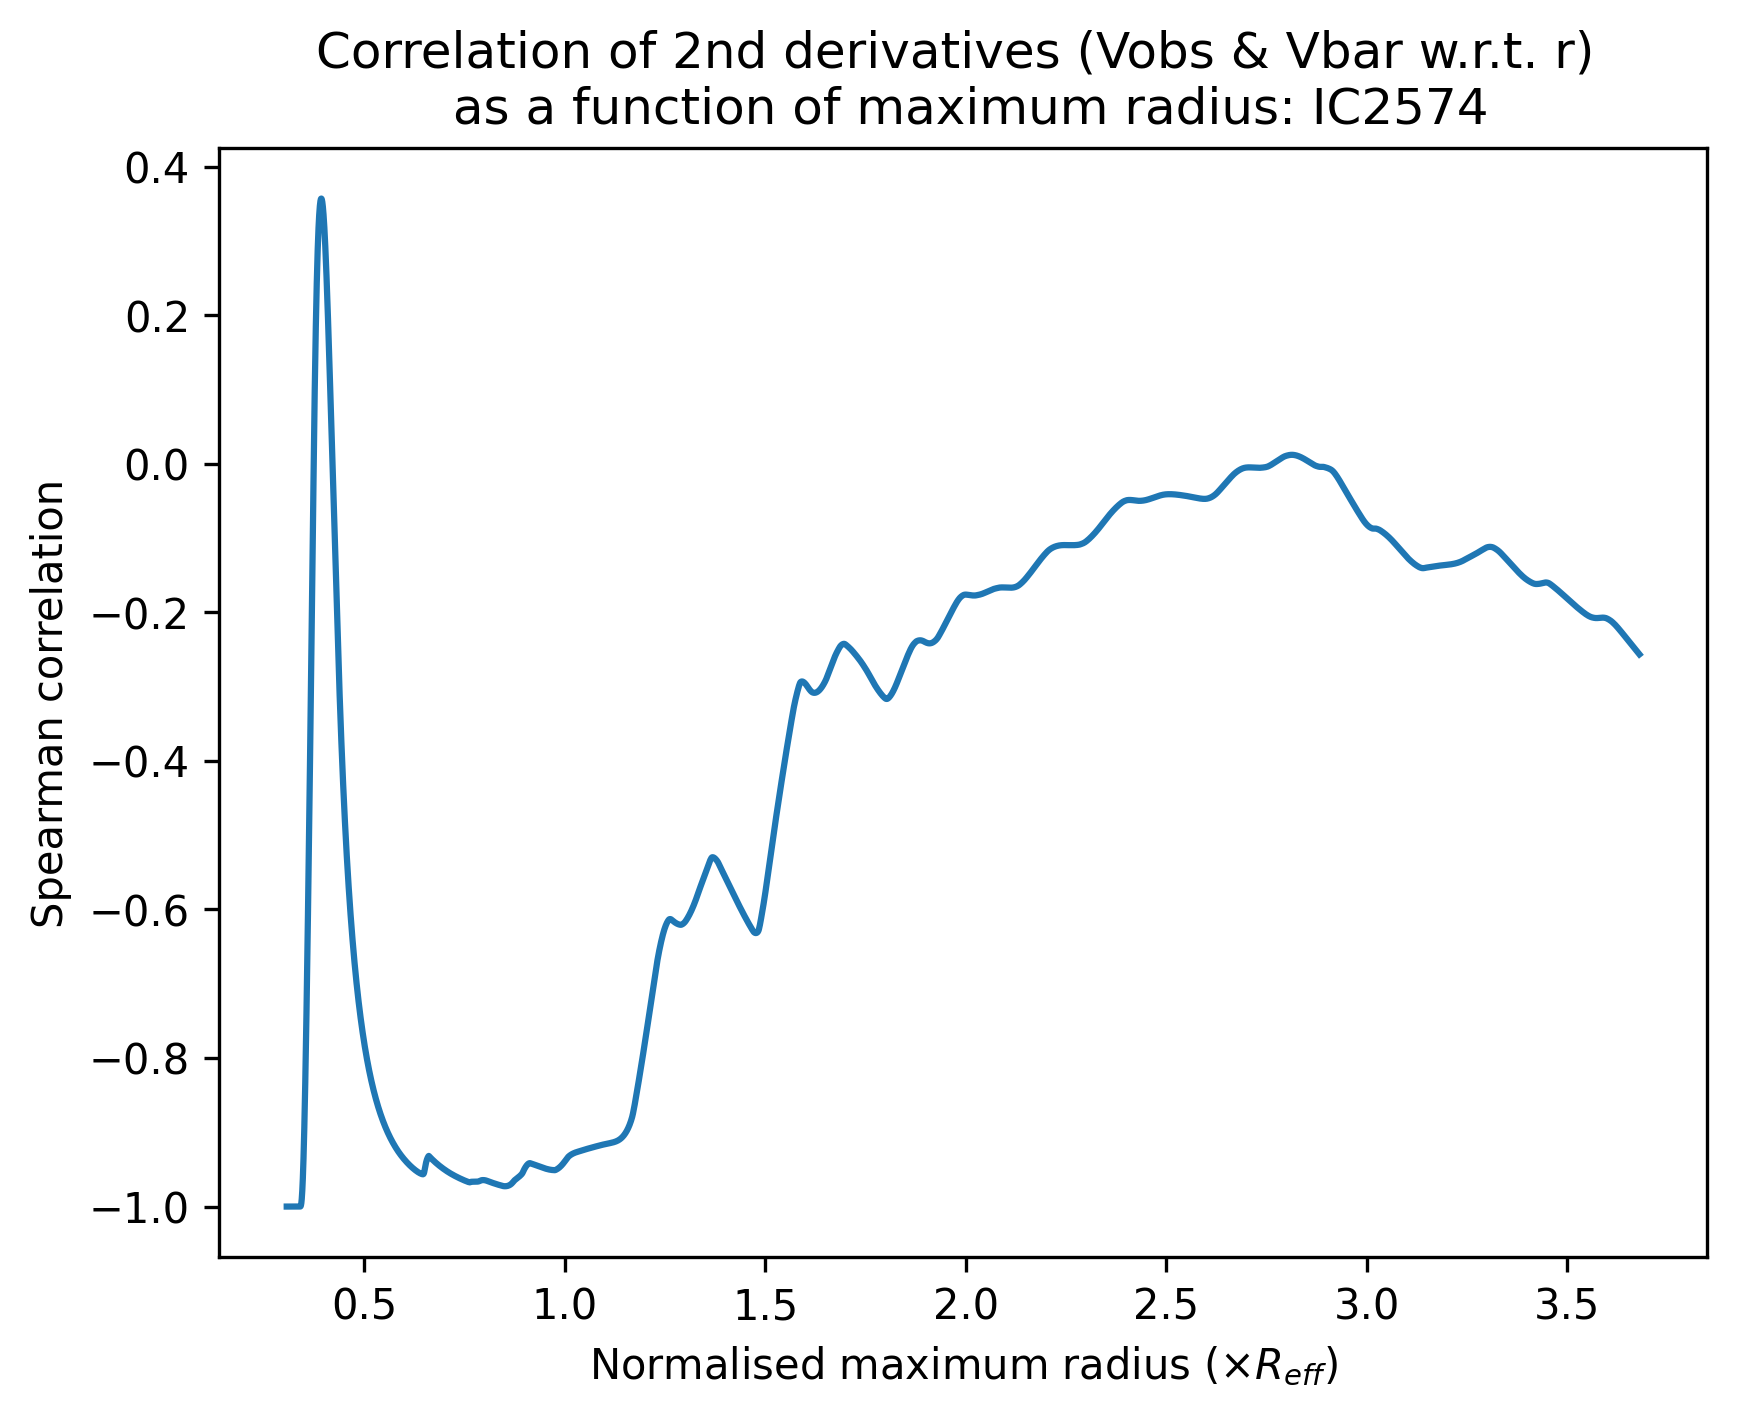 Correlation of 2nd derivatives (Vobs & Vbar w.r.t. r)
as a function of maximum radius: IC2574
0.4
0.2
0.0
−0.2
−0.4
−0.6
−0.8
−1.0
Spearman correlation
0.5 1.0 1.5 2.0 2.5 3.0 3.5
Normalised maximum radius (×R_eff)